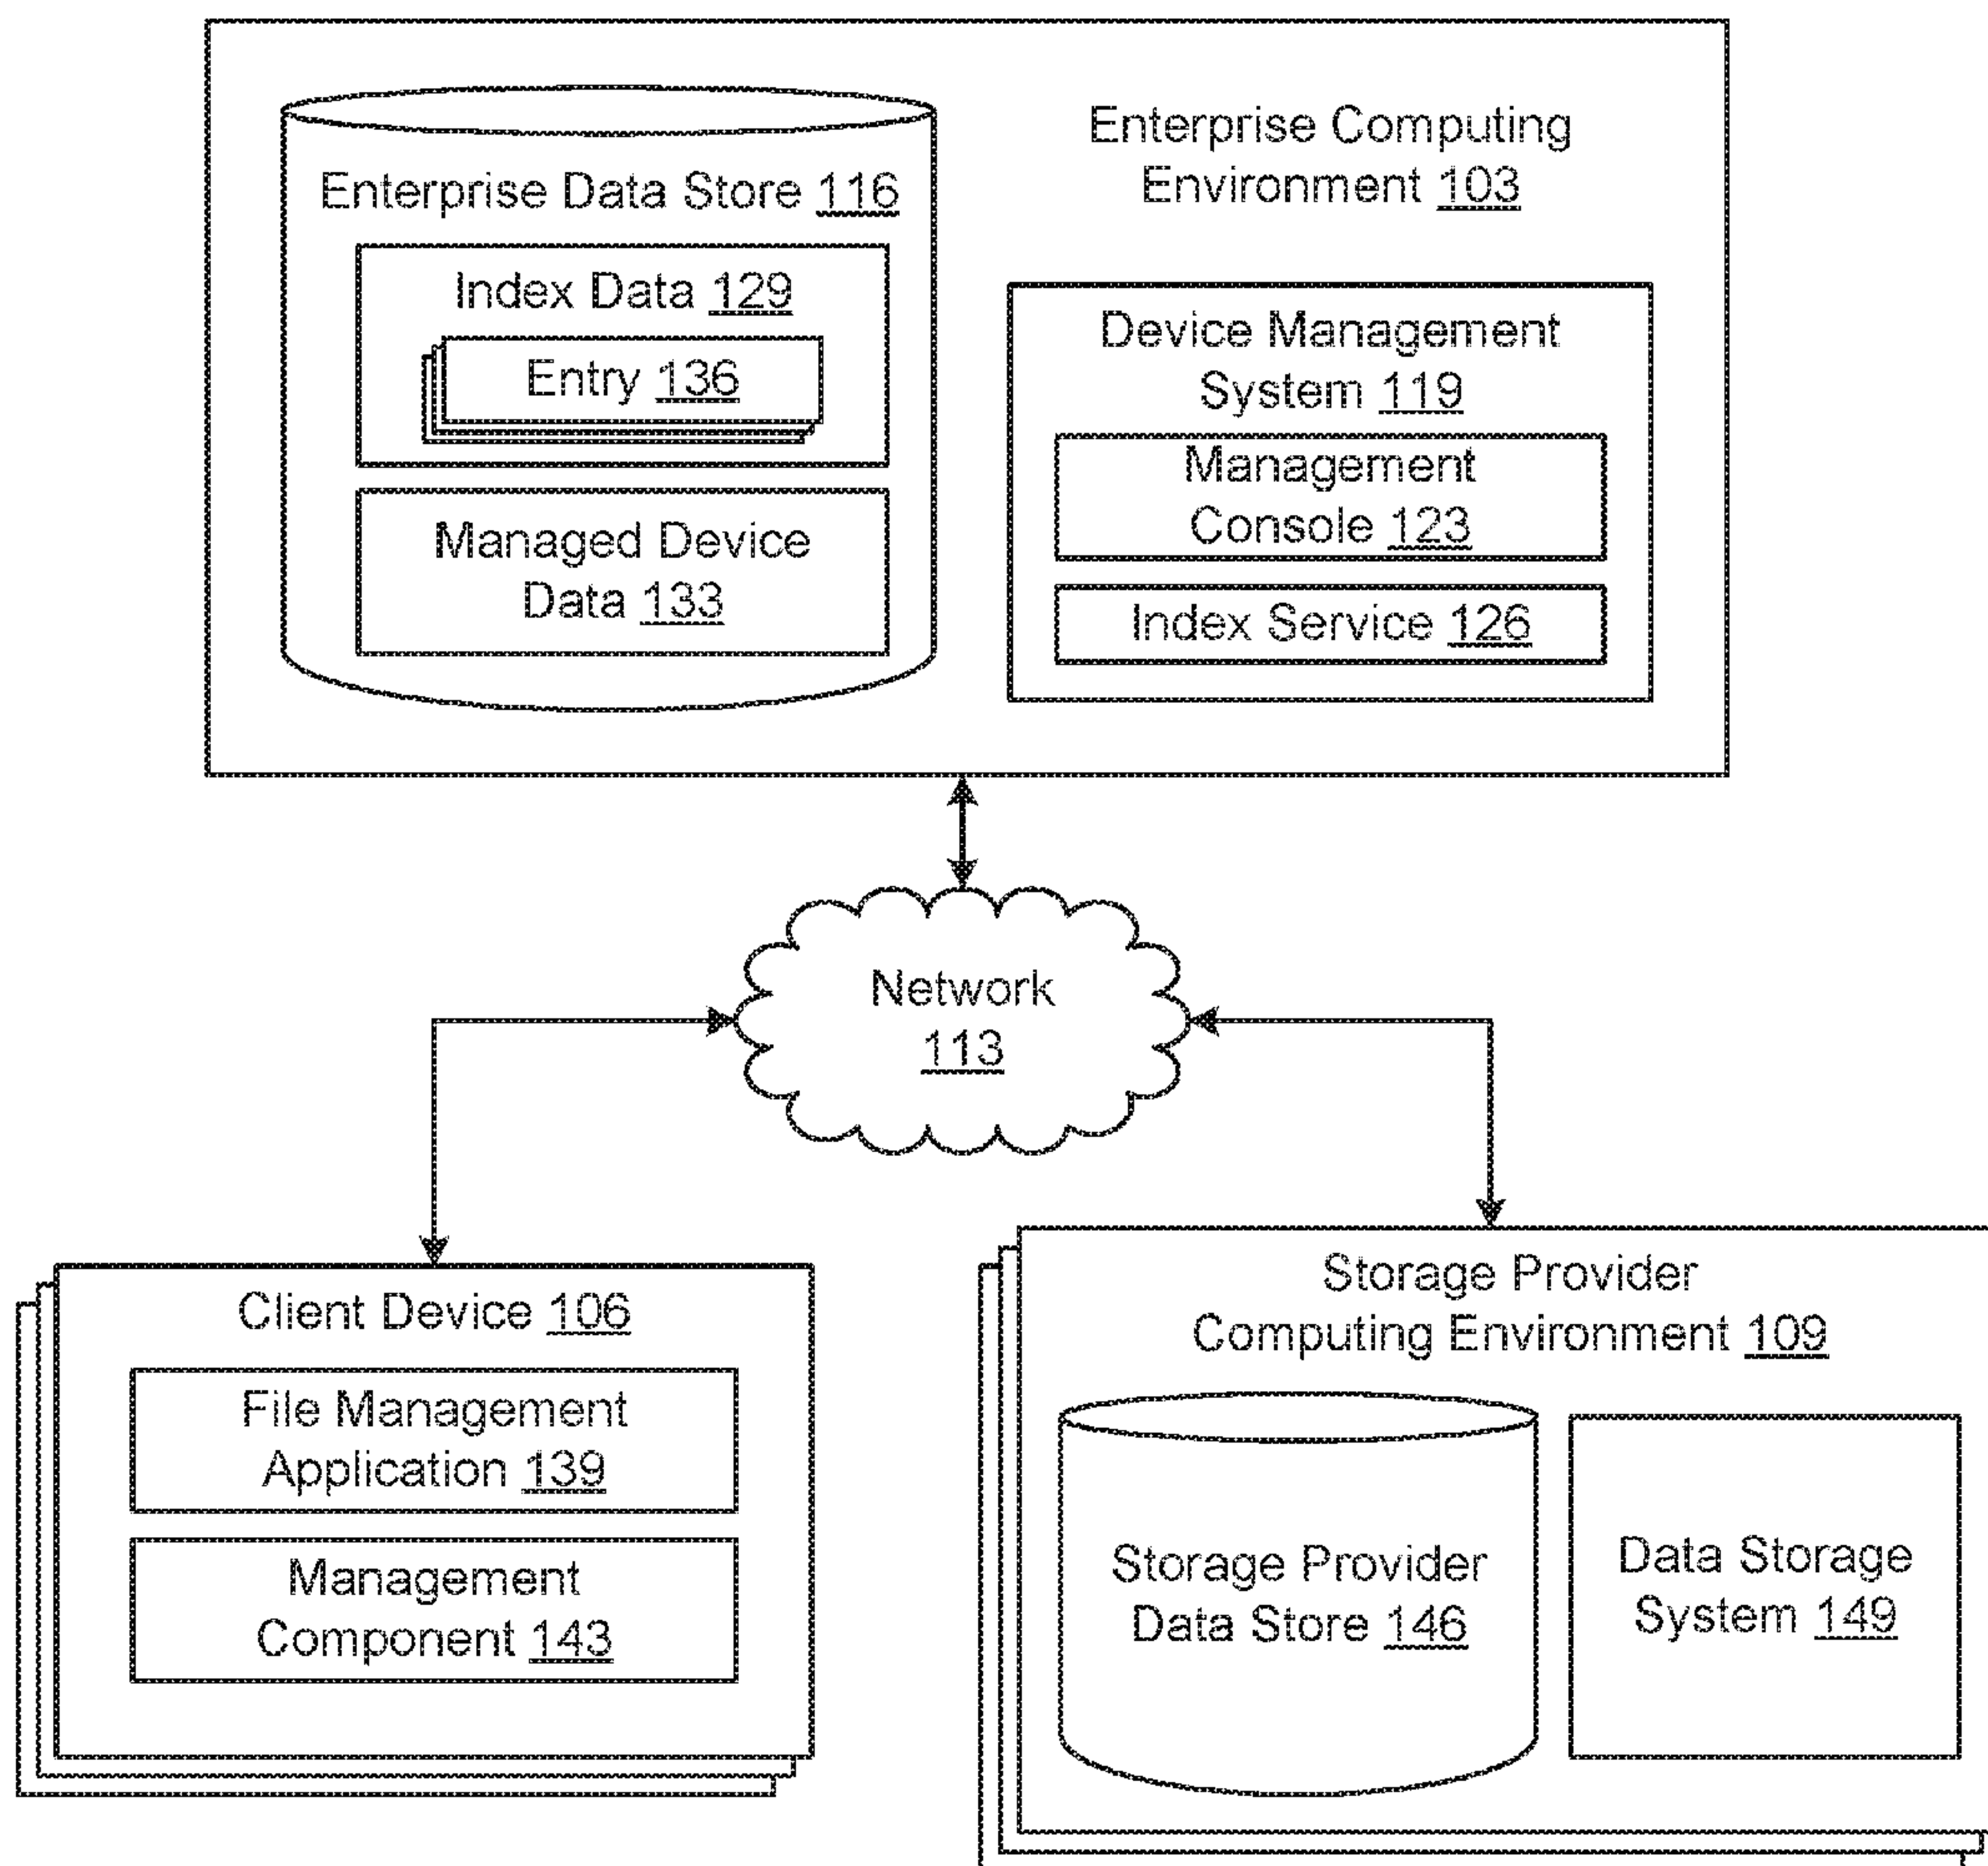 Enterprise Computing
Environment 103
Enterprise Data Store 116
Index Data 129
Entry 136
Managed Device
Data 133
Device Management
System 119
Management
Console 123
Index Service 126
Network
113
Client Device 106
File Management
Application 139
Management
Component 143
Storage Provider
Computing Environment 109
Storage Provider
Data Store 146
Data Storage
System 149